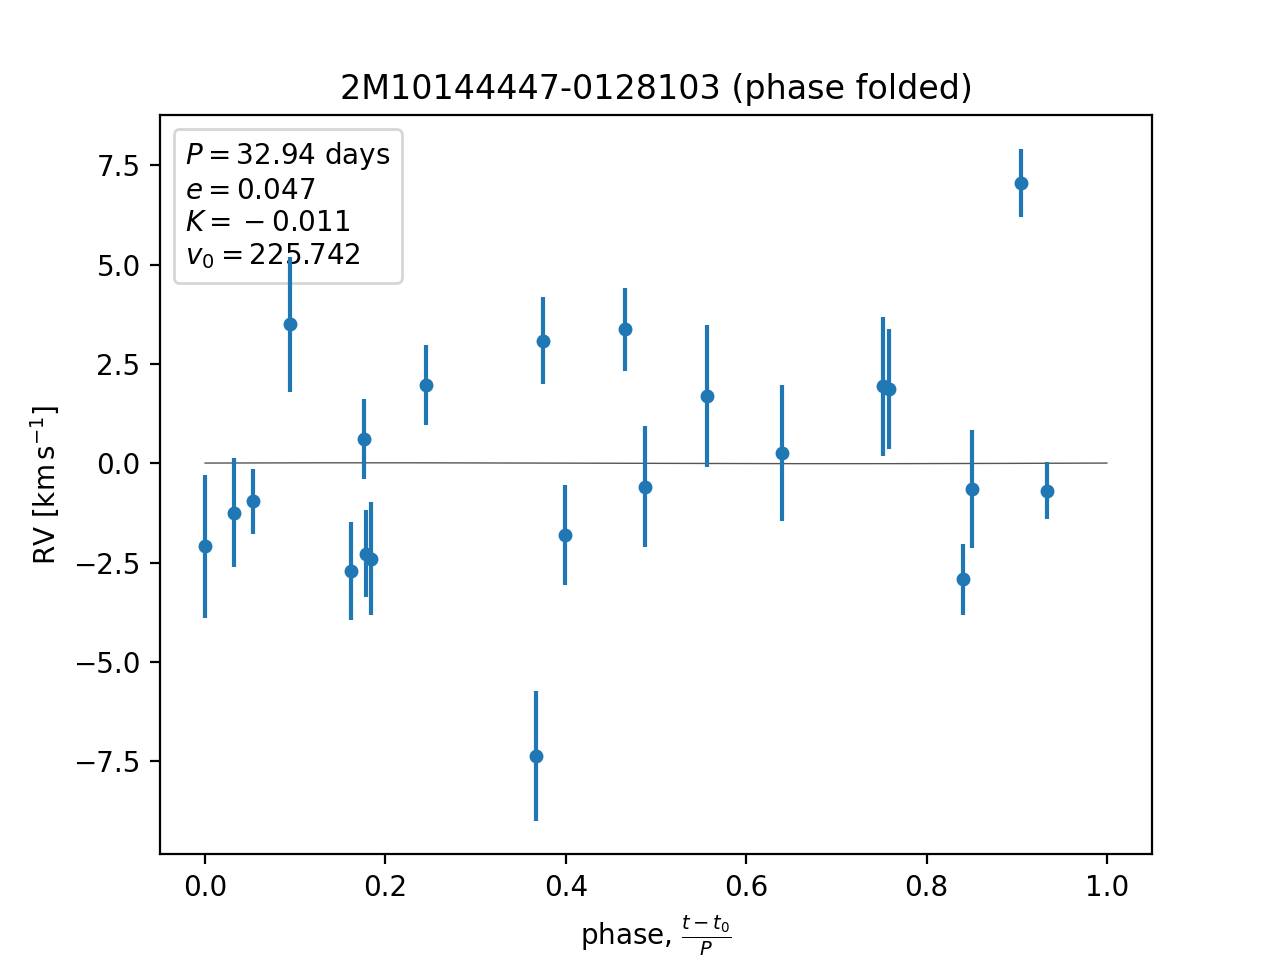 2M10144447-0128103 (phase folded)
P = 32.94 days
e = 0.047
K = −0.011
v₀ = 225.742
RV [km s⁻¹]
7.5
5.0
2.5
0.0
−2.5
−5.0
−7.5
0.0 0.2 0.4 0.6 0.8 1.0
phase, (t − t₀)/P